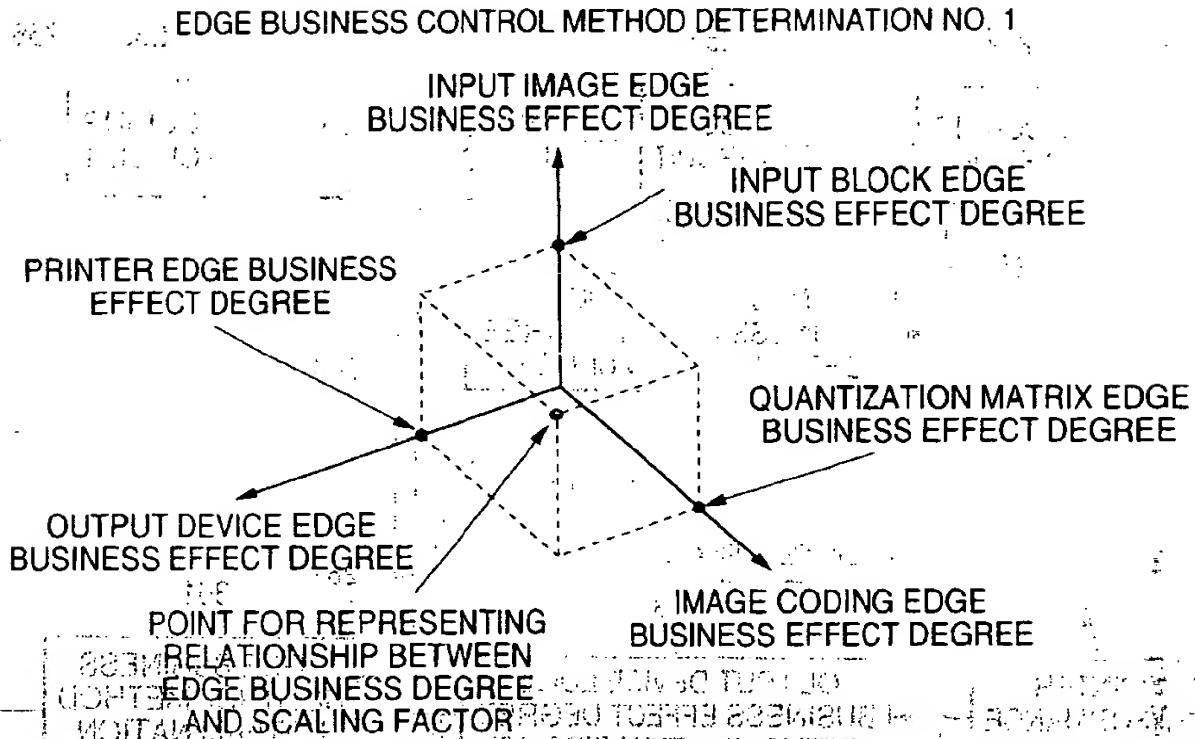 EDGE BUSINESS CONTROL METHOD DETERMINATION NO. 1
INPUT IMAGE EDGE
BUSINESS EFFECT DEGREE
INPUT BLOCK EDGE
BUSINESS EFFECT DEGREE
PRINTER EDGE BUSINESS
EFFECT DEGREE
QUANTIZATION MATRIX EDGE
BUSINESS EFFECT DEGREE
OUTPUT DEVICE EDGE
BUSINESS EFFECT DEGREE
IMAGE CODING EDGE
BUSINESS EFFECT DEGREE
POINT FOR REPRESENTING
RELATIONSHIP BETWEEN
EDGE BUSINESS DEGREE
AND SCALING FACTOR